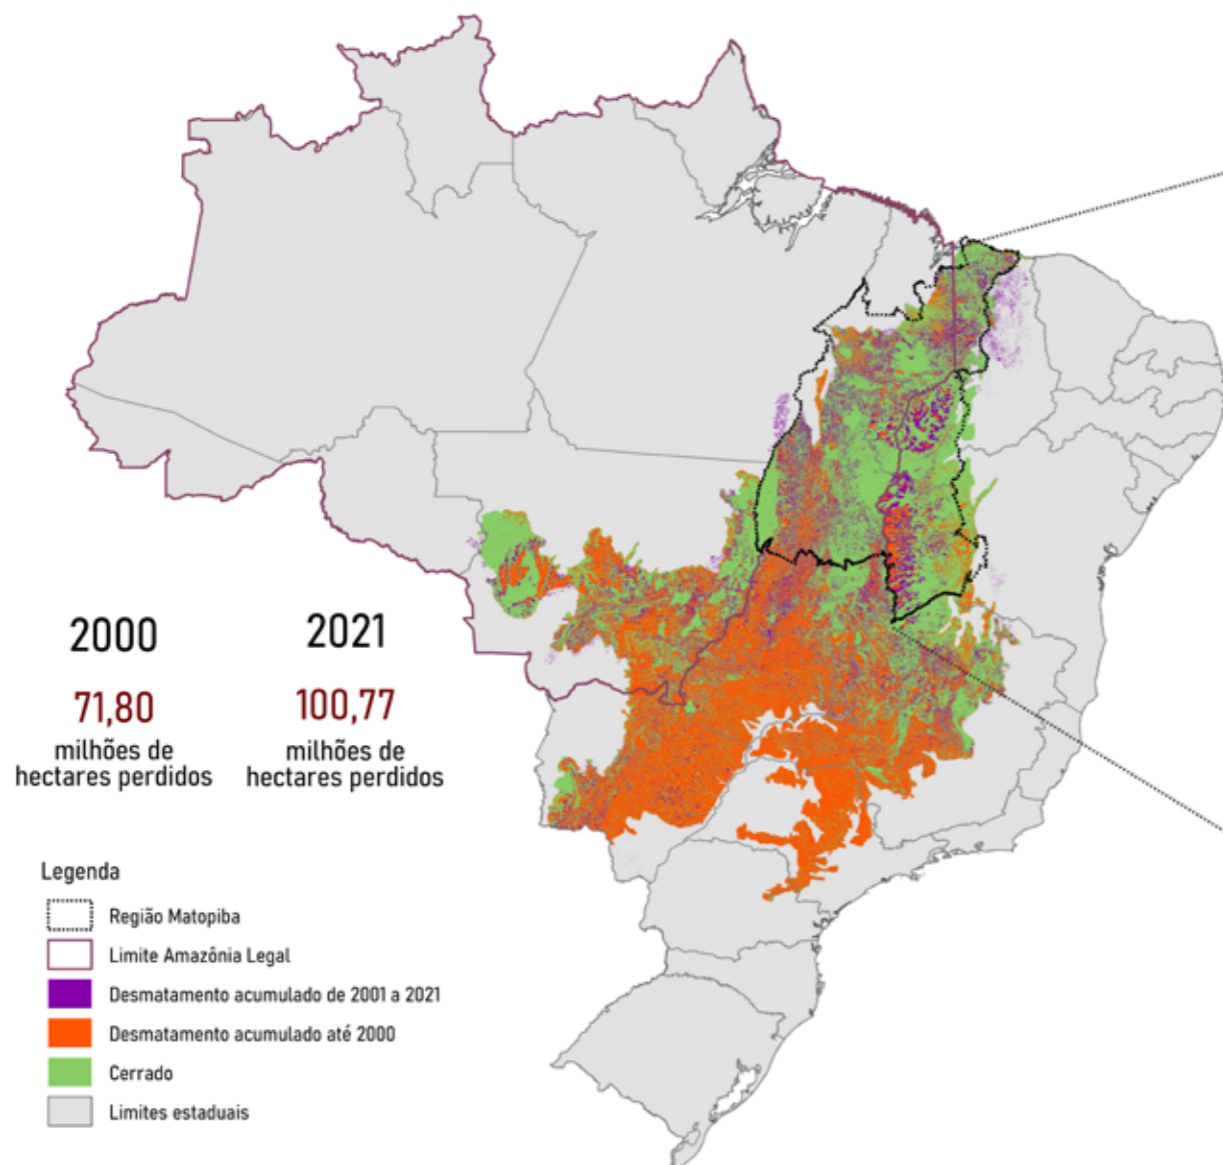 2000
71,80
milhões de
hectares perdidos
2021
100,77
milhões de
hectares perdidos
Legenda
Região Matopiba
Limite Amazônia Legal
Desmatamento acumulado de 2001 a 2021
Desmatamento acumulado até 2000
Cerrado
Limites estaduais